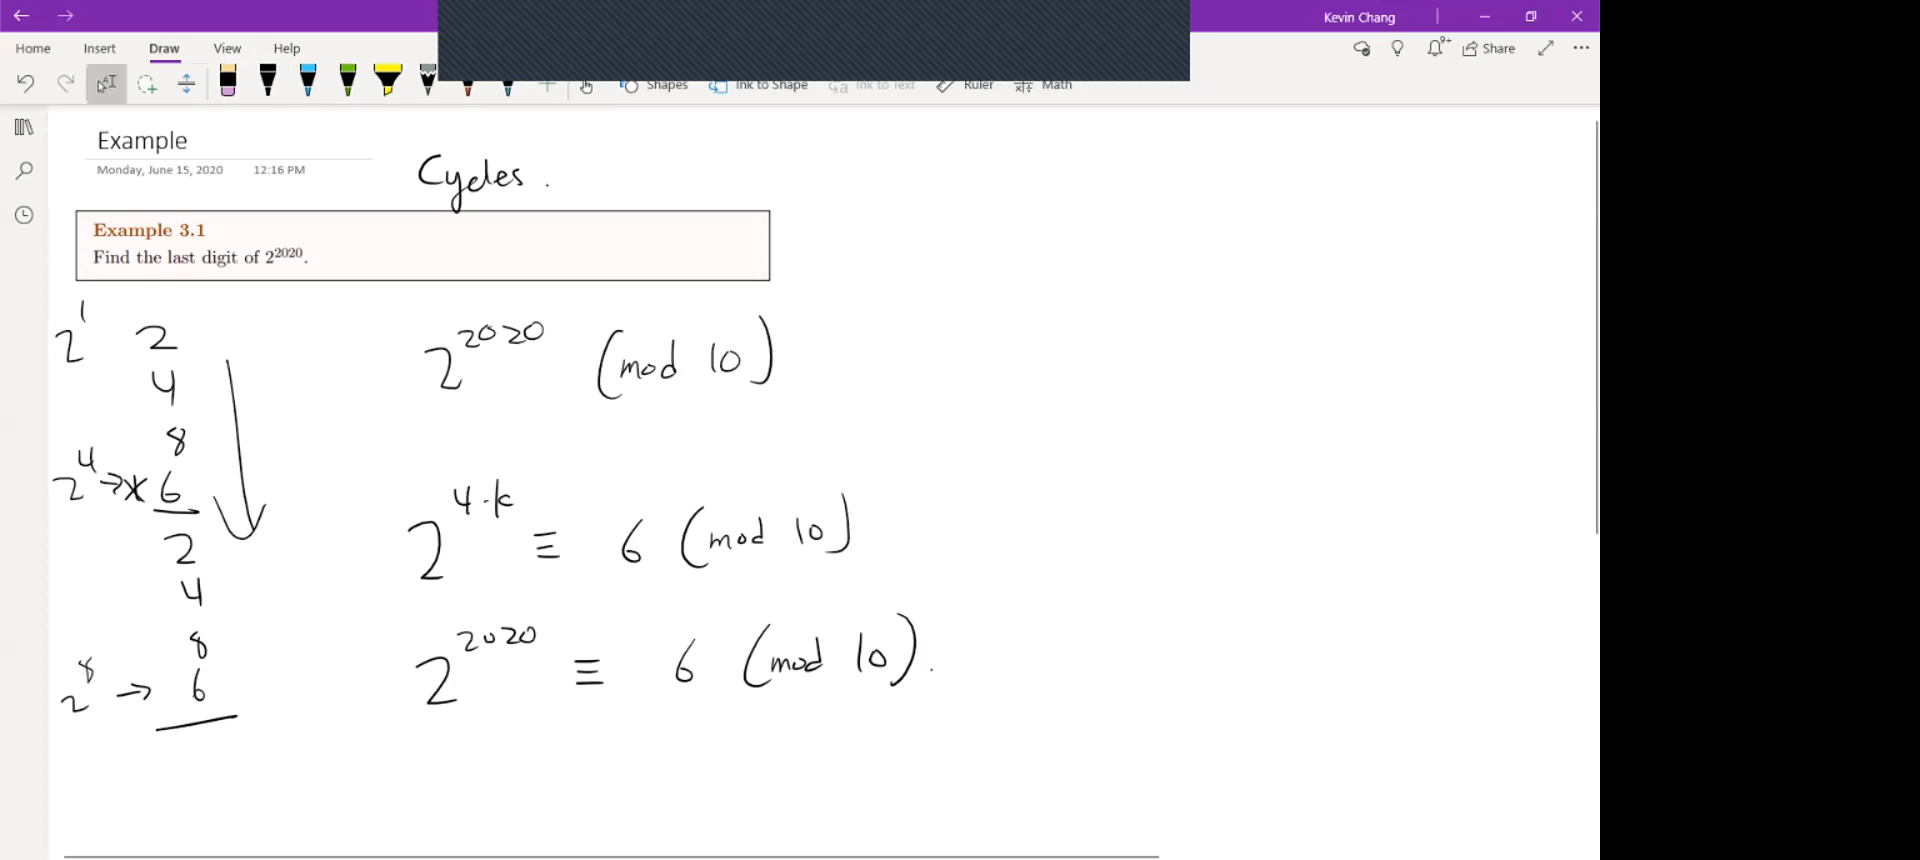 Kevin Chang
Home Insert Draw View Help
9+ Share
Shapes Ink to Shape Ink to Text Ruler Math
Example
Monday, June 15, 2020 12:16 PM
Cycles.
Example 3.1
Find the last digit of 2^2020.
2^1 2
4
8
2^4 → * 6
2
4
8
2^8 → 6
2^2020 (mod 10)
2^4·k ≡ 6 (mod 10)
2^2020 ≡ 6 (mod 10).